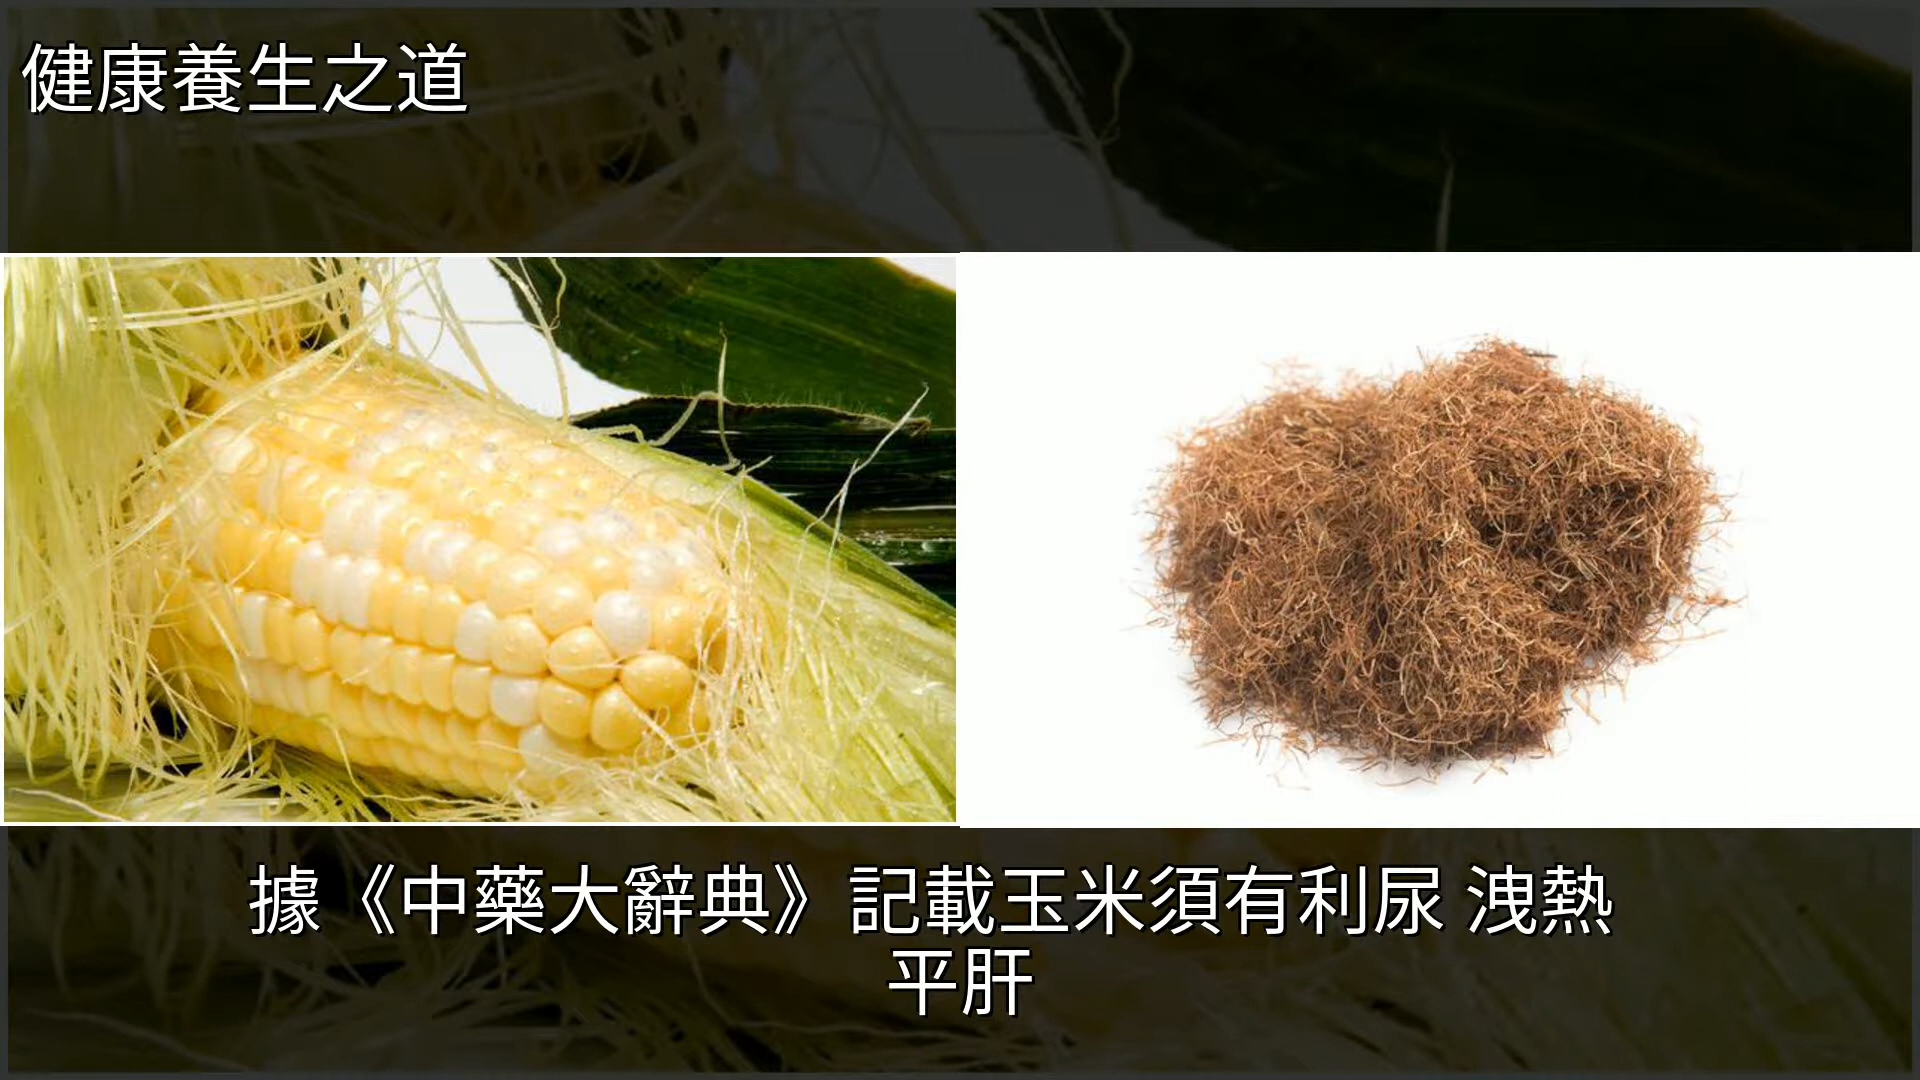 健康養生之道
據《中藥大辭典》記載玉米須有利尿 洩熱
平肝